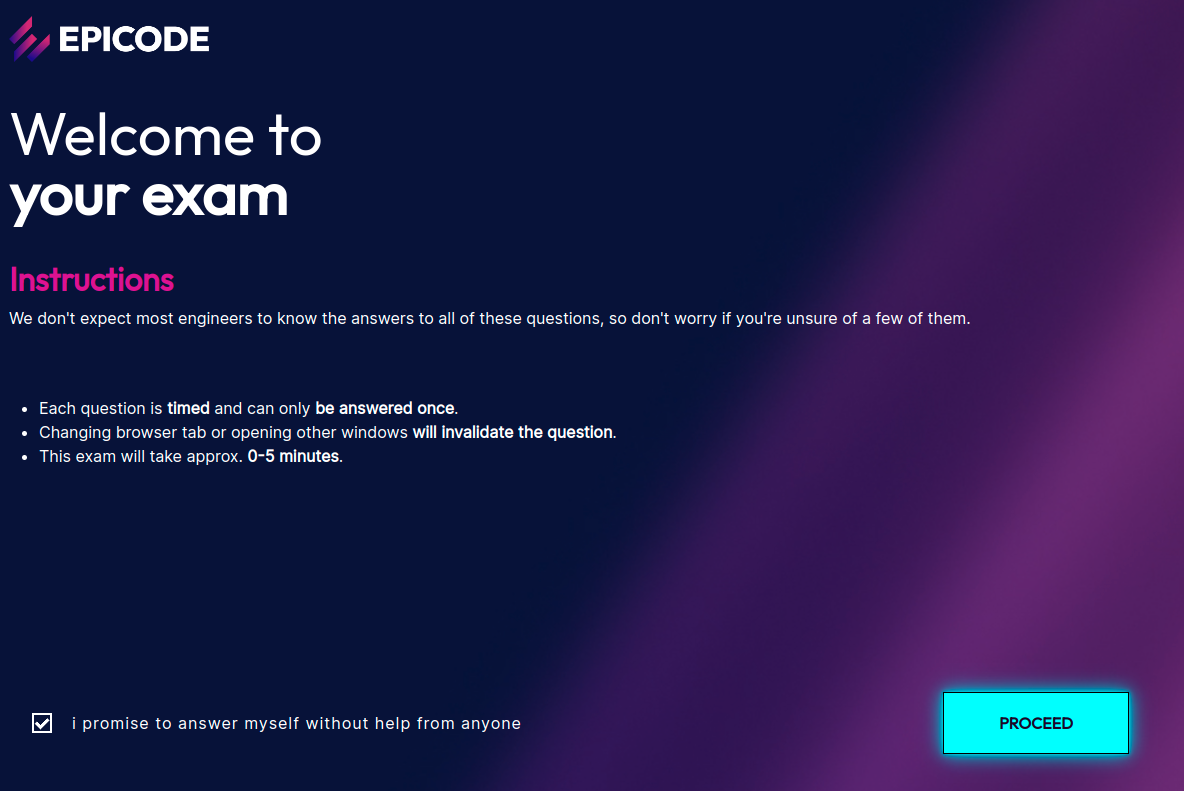 EPICODE
Welcome to
your exam
Instructions
We don't expect most engineers to know the answers to all of these questions, so don't worry if you're unsure of a few of them.
Each question is timed and can only be answered once.
Changing browser tab or opening other windows will invalidate the question.
This exam will take approx. 0-5 minutes.
i promise to answer myself without help from anyone
PROCEED